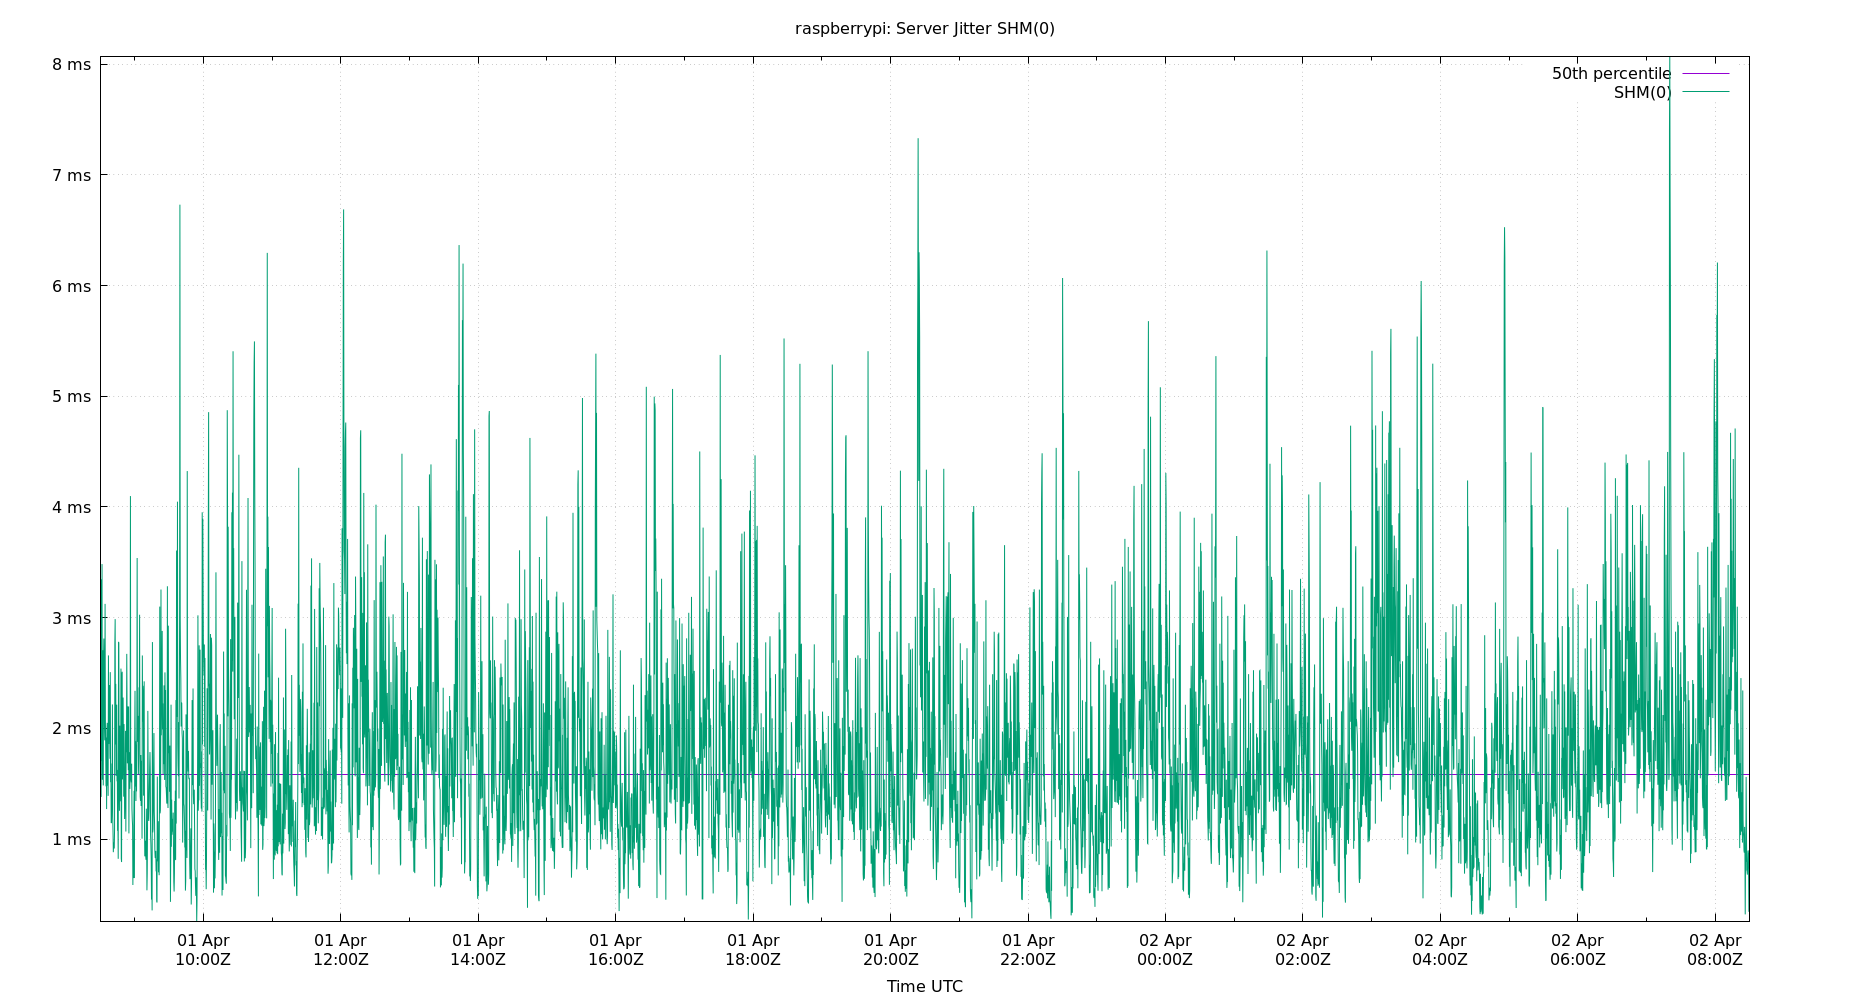 raspberrypi: Server Jitter SHM(0)
8 ms
7 ms
6 ms
5 ms
4 ms
3 ms
2 ms
1 ms
50th percentile
SHM(0)
01 Apr 01 Apr 01 Apr 01 Apr 01 Apr 01 Apr 01 Apr 02 Apr 02 Apr 02 Apr 02 Apr 02 Apr
10:00Z 12:00Z 14:00Z 16:00Z 18:00Z 20:00Z 22:00Z 00:00Z 02:00Z 04:00Z 06:00Z 08:00Z
Time UTC